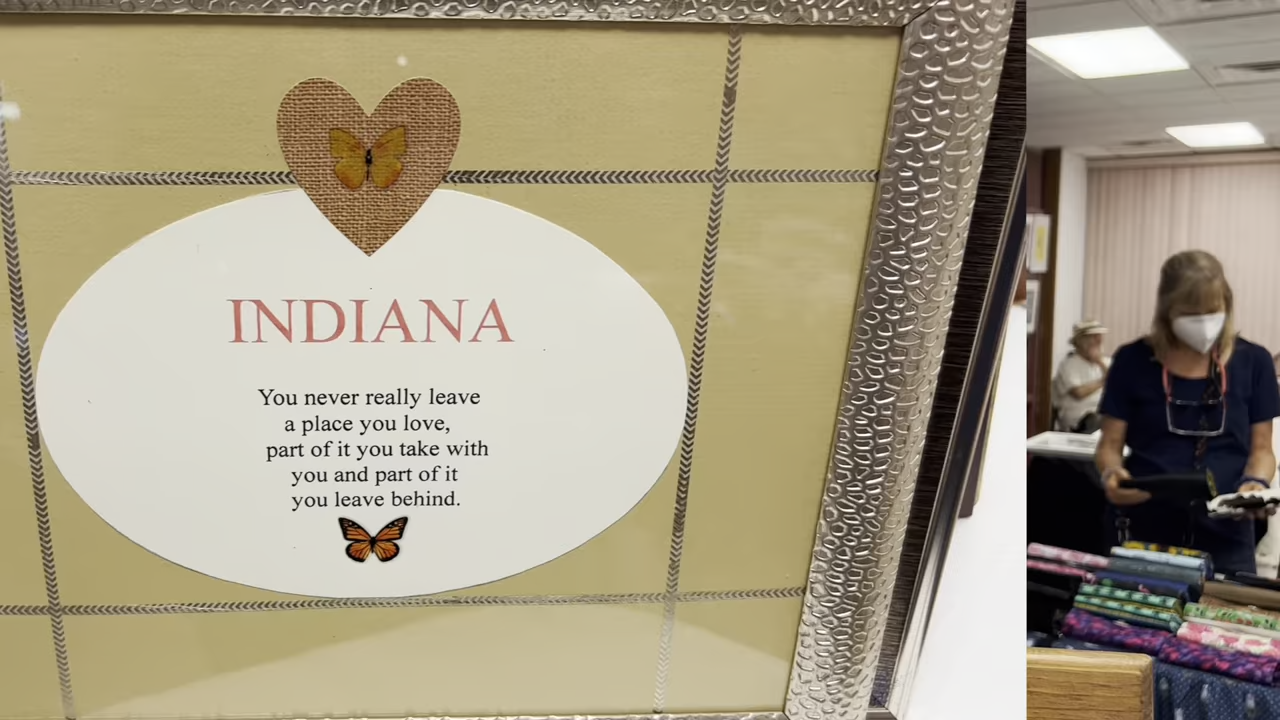 INDIANA
You never really leave
a place you love,
part of it you take with
you and part of it
you leave behind.